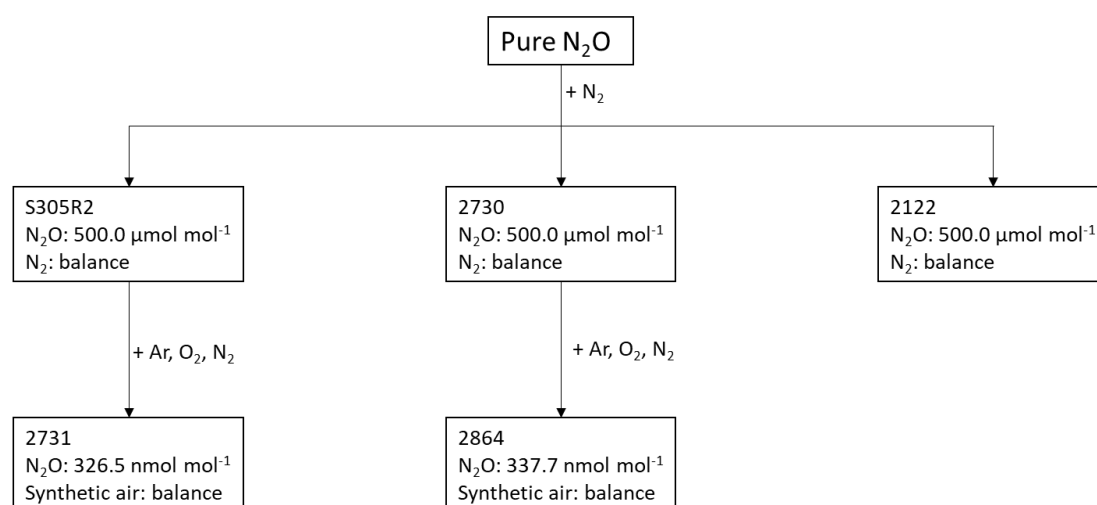 Pure N₂O
+ N₂
S305R2
N₂O: 500.0 µmol mol⁻¹
N₂: balance
2730
N₂O: 500.0 µmol mol⁻¹
N₂: balance
2122
N₂O: 500.0 µmol mol⁻¹
N₂: balance
+ Ar, O₂, N₂
+ Ar, O₂, N₂
2731
N₂O: 326.5 nmol mol⁻¹
Synthetic air: balance
2864
N₂O: 337.7 nmol mol⁻¹
Synthetic air: balance